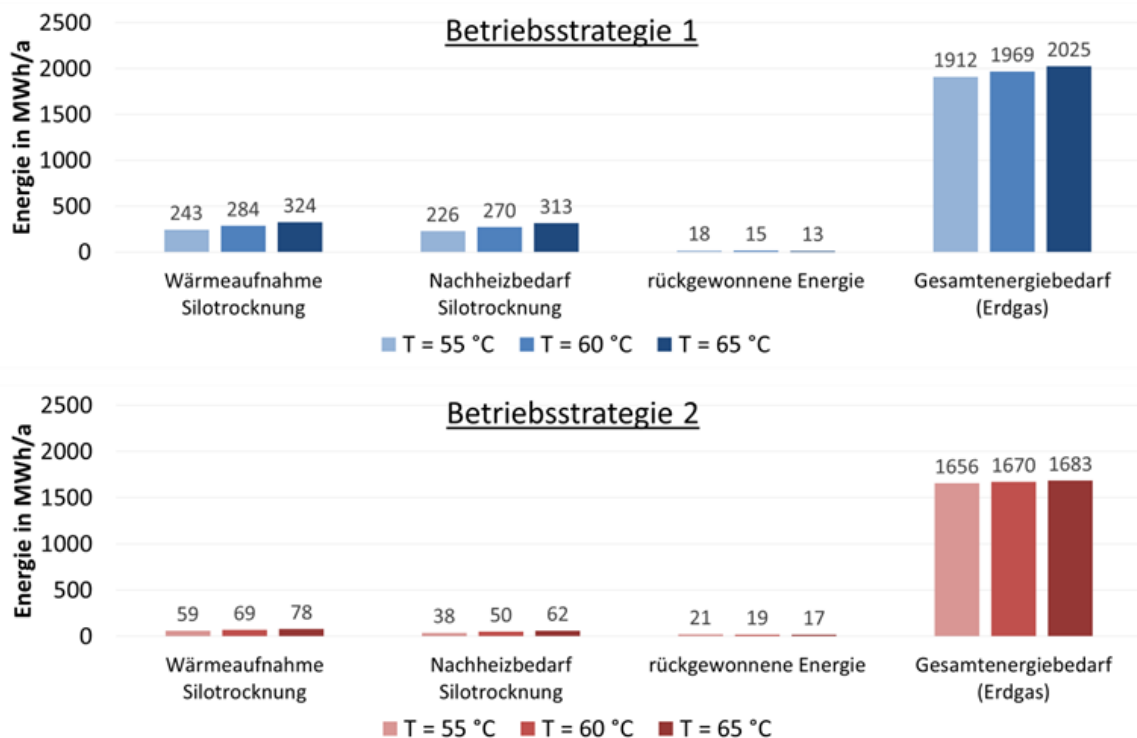 Betriebsstrategie 1
Energie in MWh/a
2500
2000
1500
1000
500
0
243 284 324
226 270 313
18 15 13
1912 1969 2025
Wärmeaufnahme
Silotrocknung
Nachheizbedarf
Silotrocknung
rückgewonnene Energie
Gesamtenergiebedarf
(Erdgas)
T = 55 °C T = 60 °C T = 65 °C
Betriebsstrategie 2
Energie in MWh/a
2500
2000
1500
1000
500
0
59 69 78
38 50 62
21 19 17
1656 1670 1683
Wärmeaufnahme
Silotrocknung
Nachheizbedarf
Silotrocknung
rückgewonnene Energie
Gesamtenergiebedarf
(Erdgas)
T = 55 °C T = 60 °C T = 65 °C